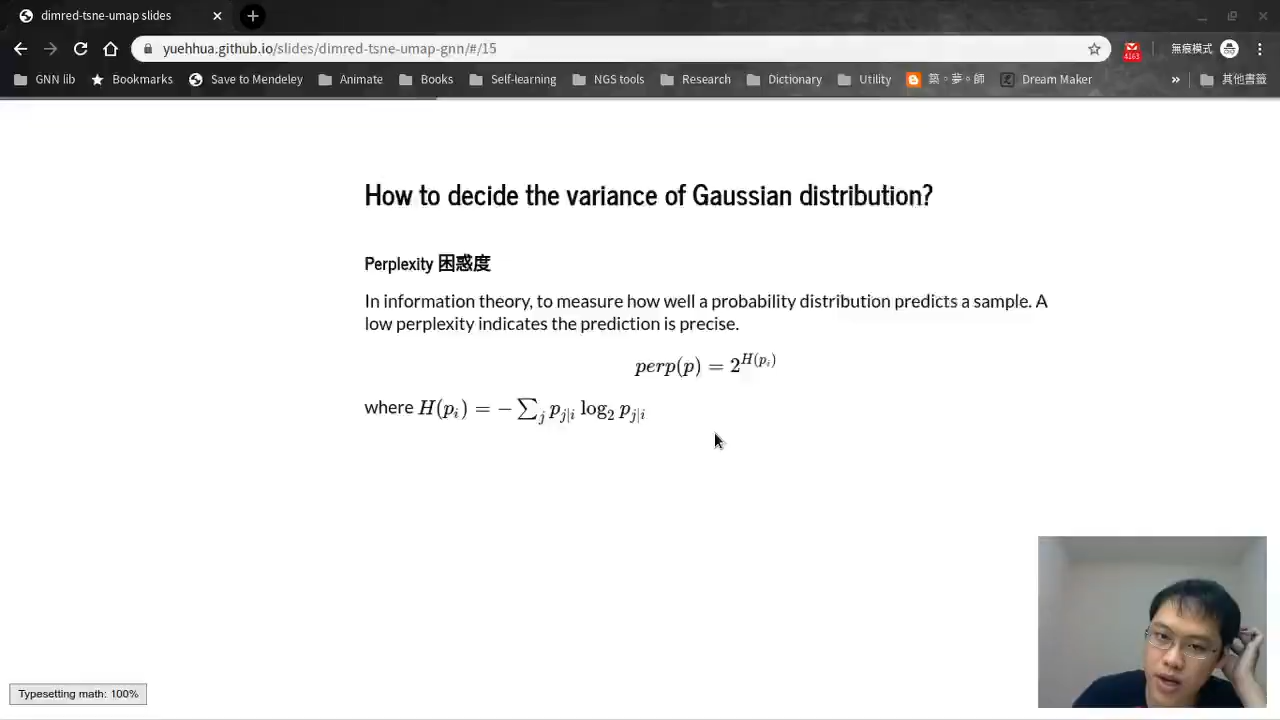 dimred-tsne-umap slides
yuehhua.github.io/slides/dimred-tsne-umap-gnn/#/15
4163
無痕模式
GNN lib Bookmarks Save to Mendeley Animate Books Self-learning NGS tools Research Dictionary Utility 築。夢。師 Dream Maker » 其他書籤
How to decide the variance of Gaussian distribution?
Perplexity 困惑度
In information theory, to measure how well a probability distribution predicts a sample. A
low perplexity indicates the prediction is precise.
perp(p) = 2^{H(p_i)}
where H(p_i) = −∑_j p_{j|i} log_2 p_{j|i}
Typesetting math: 100%